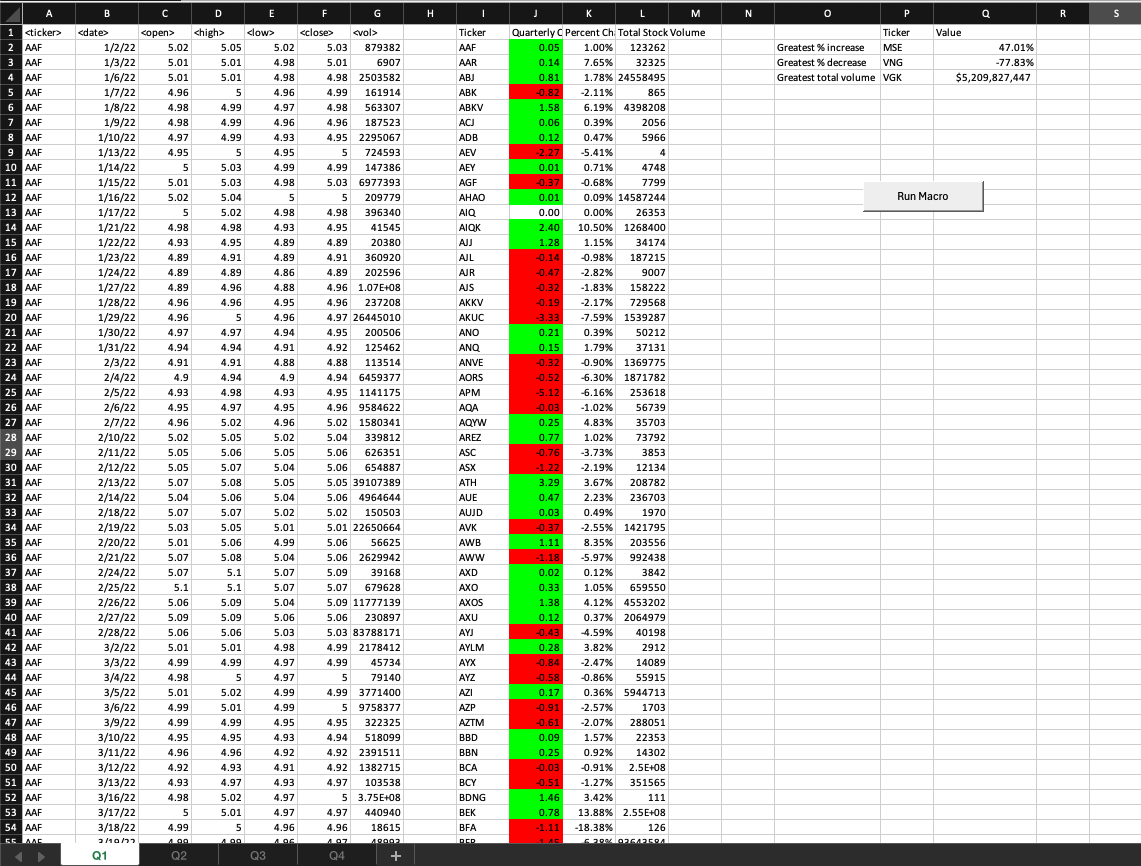 A B C D E F G H I J K L M N O P Q R S
1 <ticker> <date> <open> <high> <low> <close> <vol> Ticker Quarterly C Percent Ch Total Stock Volume Ticker Value
2 AAF 1/2/22 5.02 5.05 5.02 5.03 879382 AAF 0.05 1.00% 123262 Greatest % increase MSE 47.01%
3 AAF 1/3/22 5.01 5.01 4.98 5.01 6907 AAR 0.14 7.65% 32325 Greatest % decrease VNG -77.83%
4 AAF 1/6/22 5.01 5.01 4.98 4.98 2503582 ABJ 0.81 1.78% 24558495 Greatest total volume VGK $5,209,827,447
5 AAF 1/7/22 4.96 5 4.96 4.99 161914 ABK -0.82 -2.11% 865
6 AAF 1/8/22 4.98 4.99 4.97 4.98 563307 ABKV 1.58 6.19% 4398208
7 AAF 1/9/22 4.98 4.99 4.96 4.96 187523 ACJ 0.06 0.39% 2056
8 AAF 1/10/22 4.97 4.99 4.93 4.95 2295067 ADB 0.12 0.47% 5966
9 AAF 1/13/22 4.95 5 4.95 5 724593 AEV -2.27 -5.41% 4
10 AAF 1/14/22 5 5.03 4.99 4.99 147386 AEY 0.01 0.71% 4748
11 AAF 1/15/22 5.01 5.03 4.98 5.03 6977393 AGF -0.37 -0.68% 7799
12 AAF 1/16/22 5.02 5.04 5 5 209779 AHAO 0.01 0.09% 14587244 Run Macro
13 AAF 1/17/22 5 5.02 4.98 4.98 396340 AIQ 0.00 0.00% 26353
14 AAF 1/21/22 4.98 4.98 4.93 4.95 41545 AIQK 2.40 10.50% 1268400
15 AAF 1/22/22 4.93 4.95 4.89 4.89 20380 AJJ 1.28 1.15% 34174
16 AAF 1/23/22 4.89 4.91 4.89 4.91 360920 AJL -0.14 -0.98% 187215
17 AAF 1/24/22 4.89 4.89 4.86 4.89 202596 AJR -0.47 -2.82% 9007
18 AAF 1/27/22 4.89 4.96 4.88 4.96 1.07E+08 AJS -0.32 -1.83% 158222
19 AAF 1/28/22 4.96 4.96 4.95 4.96 237208 AKKV -0.19 -2.17% 729568
20 AAF 1/29/22 4.96 5 4.96 4.97 26445010 AKUC -3.33 -7.59% 1539287
21 AAF 1/30/22 4.97 4.97 4.94 4.95 200506 ANO 0.21 0.39% 50212
22 AAF 1/31/22 4.94 4.94 4.91 4.92 125462 ANQ 0.15 1.79% 37131
23 AAF 2/3/22 4.91 4.91 4.88 4.88 113514 ANVE -0.32 -0.90% 1369775
24 AAF 2/4/22 4.9 4.94 4.9 4.94 6459377 AORS -0.52 -6.30% 1871782
25 AAF 2/5/22 4.93 4.98 4.93 4.95 1141175 APM -5.12 -6.16% 253618
26 AAF 2/6/22 4.95 4.97 4.95 4.96 9584622 AQA -0.03 -1.02% 56739
27 AAF 2/7/22 4.96 5.02 4.96 5.02 1580341 AQYW 0.25 4.83% 35703
28 AAF 2/10/22 5.02 5.05 5.02 5.04 339812 AREZ 0.77 1.02% 73792
29 AAF 2/11/22 5.05 5.06 5.05 5.06 626351 ASC -0.76 -3.73% 3853
30 AAF 2/12/22 5.05 5.07 5.04 5.06 654887 ASX -1.22 -2.19% 12134
31 AAF 2/13/22 5.07 5.08 5.05 5.05 39107389 ATH 3.29 3.67% 208782
32 AAF 2/14/22 5.04 5.06 5.04 5.06 4964644 AUE 0.47 2.23% 236703
33 AAF 2/18/22 5.07 5.07 5.02 5.02 150503 AUJD 0.03 0.49% 1970
34 AAF 2/19/22 5.03 5.05 5.01 5.01 22650664 AVK -0.37 -2.55% 1421795
35 AAF 2/20/22 5.01 5.06 4.99 5.06 56625 AWB 1.11 8.35% 203556
36 AAF 2/21/22 5.07 5.08 5.04 5.06 2629942 AWW -1.18 -5.97% 992438
37 AAF 2/24/22 5.07 5.1 5.07 5.09 39168 AXD 0.02 0.12% 3842
38 AAF 2/25/22 5.1 5.1 5.07 5.07 679628 AXO 0.33 1.05% 659550
39 AAF 2/26/22 5.06 5.09 5.04 5.09 11777139 AXOS 1.38 4.12% 4553202
40 AAF 2/27/22 5.09 5.09 5.06 5.06 230897 AXU 0.12 0.37% 2064979
41 AAF 2/28/22 5.06 5.06 5.03 5.03 83788171 AYJ -0.43 -4.59% 40198
42 AAF 3/2/22 5.01 5.01 4.98 4.99 2178412 AYLM 0.28 3.82% 2912
43 AAF 3/3/22 4.99 4.99 4.97 4.99 45734 AYX -0.84 -2.47% 14089
44 AAF 3/4/22 4.98 5 4.97 5 79140 AYZ -0.58 -0.86% 55915
45 AAF 3/5/22 5.01 5.02 4.99 4.99 3771400 AZI 0.17 0.36% 5944713
46 AAF 3/6/22 4.99 5.01 4.99 5 9758377 AZP -0.91 -2.57% 1703
47 AAF 3/9/22 4.99 4.99 4.95 4.95 322325 AZTM -0.61 -2.07% 288051
48 AAF 3/10/22 4.95 4.95 4.93 4.94 518099 BBD 0.09 1.57% 22353
49 AAF 3/11/22 4.96 4.96 4.92 4.92 2391511 BBN 0.25 0.92% 14302
50 AAF 3/12/22 4.92 4.93 4.91 4.92 1382715 BCA -0.03 -0.91% 2.5E+08
51 AAF 3/13/22 4.93 4.97 4.93 4.97 103538 BCY -0.51 -1.27% 351565
52 AAF 3/16/22 4.98 5.02 4.97 5 3.75E+08 BDNG 1.46 3.42% 111
53 AAF 3/17/22 5 5.01 4.97 4.97 440940 BEK 0.78 13.88% 2.55E+08
54 AAF 3/18/22 4.99 5 4.96 4.96 18615 BFA -1.11 -18.38% 126
Q1 Q2 Q3 Q4 +